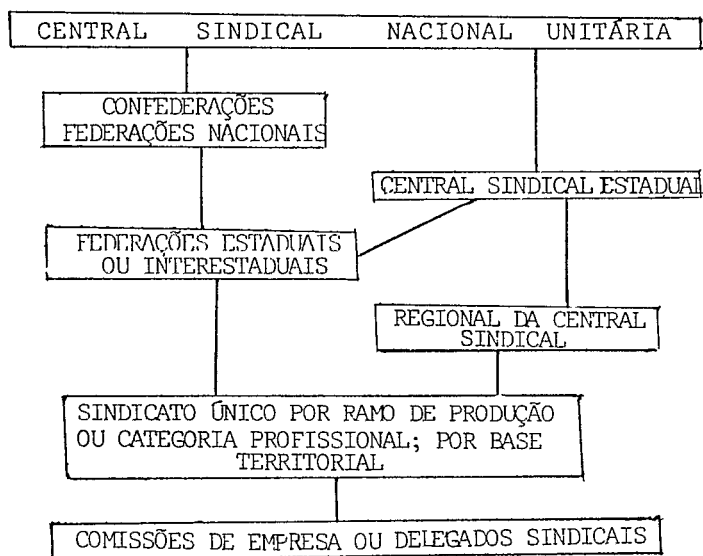 CENTRAL SINDICAL NACIONAL UNITÁRIA
CONFEDERAÇÕES
FEDERAÇÕES NACIONAIS
CENTRAL SINDICAL ESTADUAL
FEDERAÇÕES ESTADUAIS
OU INTERESTADUAIS
REGIONAL DA CENTRAL
SINDICAL
SINDICATO ÚNICO POR RAMO DE PRODUÇÃO
OU CATEGORIA PROFISSIONAL; POR BASE
TERRITORIAL
COMISSÕES DE EMPRESA OU DELEGADOS SINDICAIS